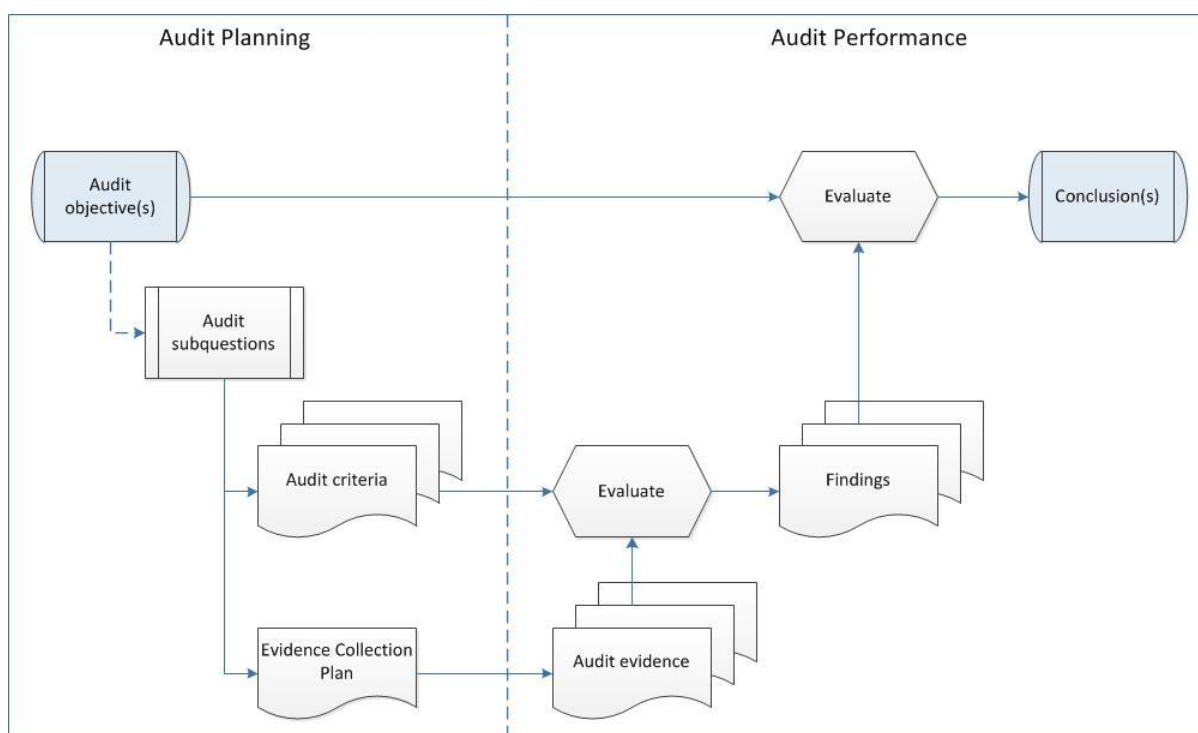 Audit Planning
Audit Performance
Audit
objective(s)
Evaluate
Conclusion(s)
Audit
subquestions
Audit criteria
Evaluate
Findings
Evidence Collection
Plan
Audit evidence